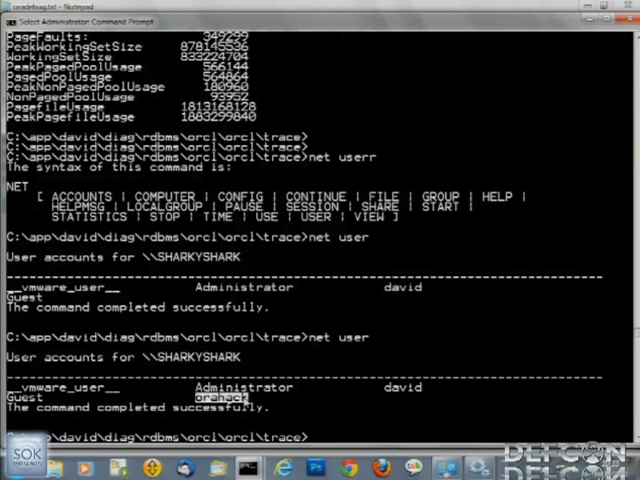 oradebug.txt - Notepad
Select Administrator: Command Prompt
PageFaults: 349299
PeakWorkingSetSize 878145536
WorkingSetSize 833224704
PeakPagedPoolUsage 566144
PagedPoolUsage 564864
PeakNonPagedPoolUsage 180960
NonPagedPoolUsage 93952
PagefileUsage 1813168128
PeakPagefileUsage 1883299840
C:\app\david\diag\rdbms\orcl\orcl\trace>
C:\app\david\diag\rdbms\orcl\orcl\trace>
C:\app\david\diag\rdbms\orcl\orcl\trace>net userr
The syntax of this command is:
NET
[ ACCOUNTS | COMPUTER | CONFIG | CONTINUE | FILE | GROUP | HELP |
HELPMSG | LOCALGROUP | PAUSE | SESSION | SHARE | START |
STATISTICS | STOP | TIME | USE | USER | VIEW ]
C:\app\david\diag\rdbms\orcl\orcl\trace>net user
User accounts for \\SHARKYSHARK
-------------------------------------------------------------------------------
__vmware_user__ Administrator david
Guest
The command completed successfully.
C:\app\david\diag\rdbms\orcl\orcl\trace>net user
User accounts for \\SHARKYSHARK
-------------------------------------------------------------------------------
__vmware_user__ Administrator david
Guest orahack
The command completed successfully.
C:\app\david\diag\rdbms\orcl\orcl\trace>
SOK
PRESENTS
DEFCON
Ps
talk